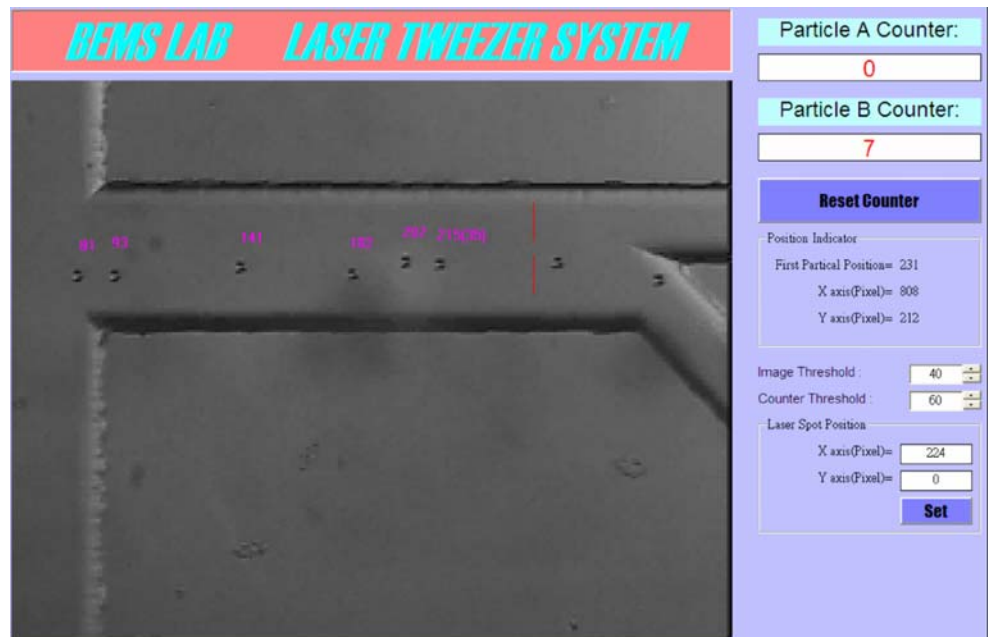 BEMS LAB LASER TWEEZER SYSTEM
Particle A Counter:
0
Particle B Counter:
7
Reset Counter
Position Indicator
First Partical Position= 231
X axis(Pixel)= 808
Y axis(Pixel)= 212
Image Threshold : 40
Counter Threshold : 60
Laser Spot Position
X axis(Pixel)= 224
Y axis(Pixel)= 0
Set
81 93 141